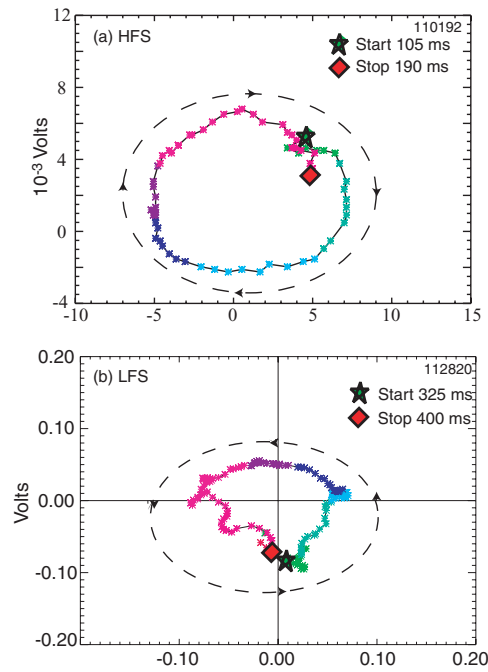 110192
(a) HFS
Start 105 ms
Stop 190 ms
12
8
4
0
-4
10-3 Volts
-10
-5
0
5
10
15
112820
(b) LFS
Start 325 ms
Stop 400 ms
0.20
0.10
0.00
-0.10
-0.20
Volts
-0.10
0.00
0.10
0.20